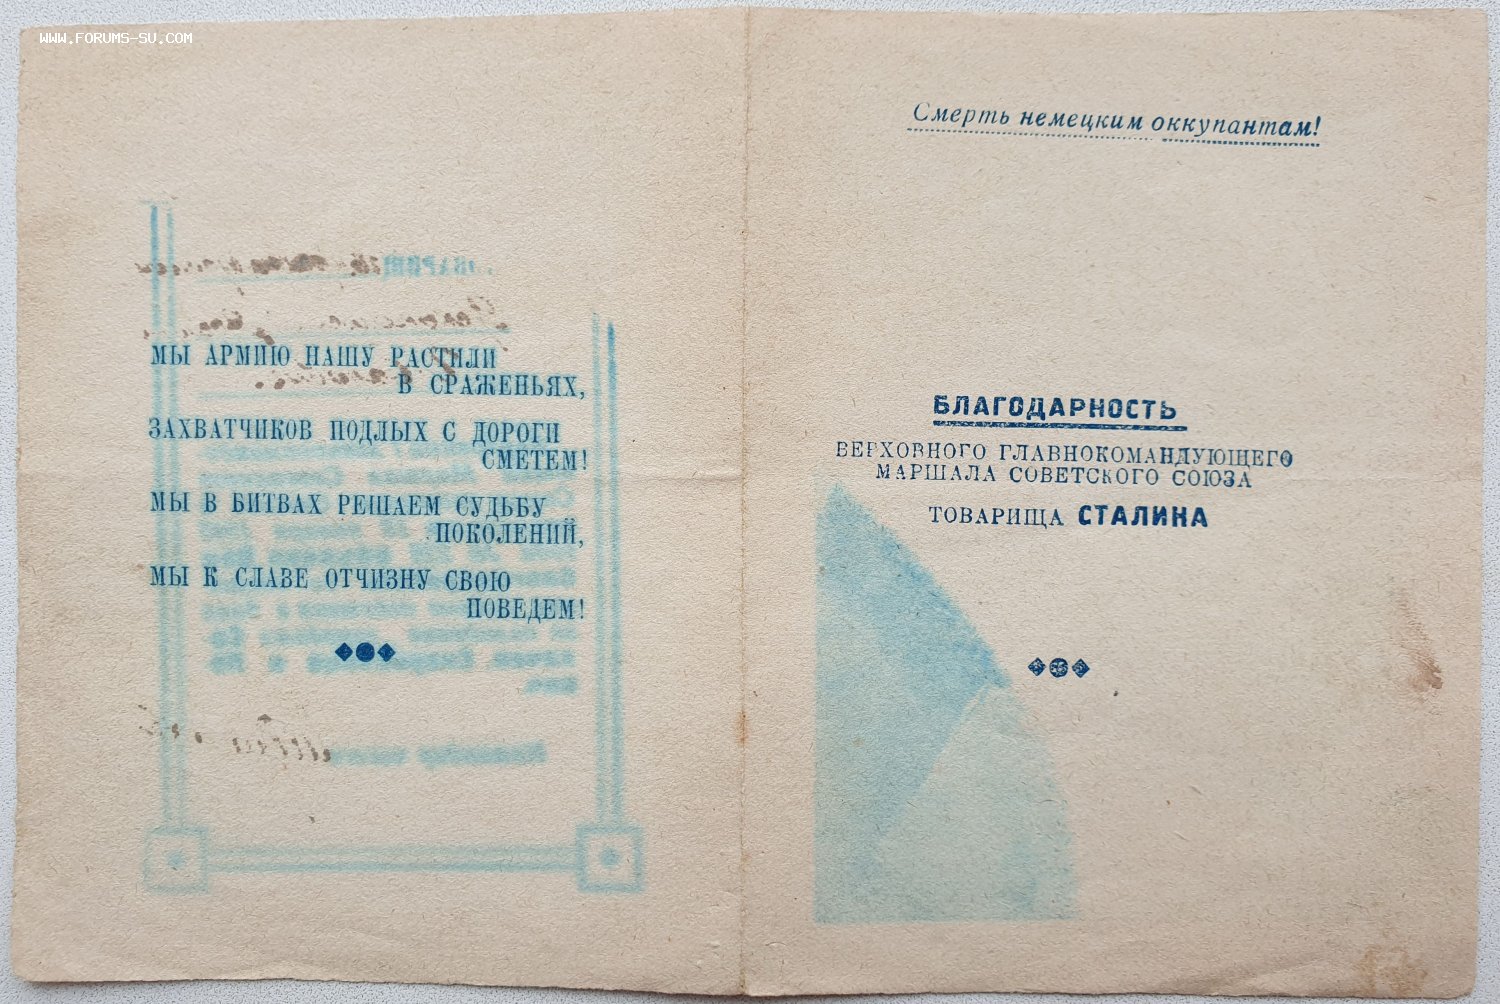 WWW.FORUMS-SU.COM
МЫ АРМИЮ НАШУ РАСТИЛИ
В СРАЖЕНЬЯХ,
ЗАХВАТЧИКОВ ПОДЛЫХ С ДОРОГИ
СМЕТЕМ!
МЫ В БИТВАХ РЕШАЕМ СУДЬБУ
ПОКОЛЕНИЙ,
МЫ К СЛАВЕ ОТЧИЗНУ СВОЮ
ПОВЕДЕМ!
Смерть немецким оккупантам!
БЛАГОДАРНОСТЬ
ВЕРХОВНОГО ГЛАВНОКОМАНДУЮЩЕГО
МАРШАЛА СОВЕТСКОГО СОЮЗА
ТОВАРИЩА СТАЛИНА